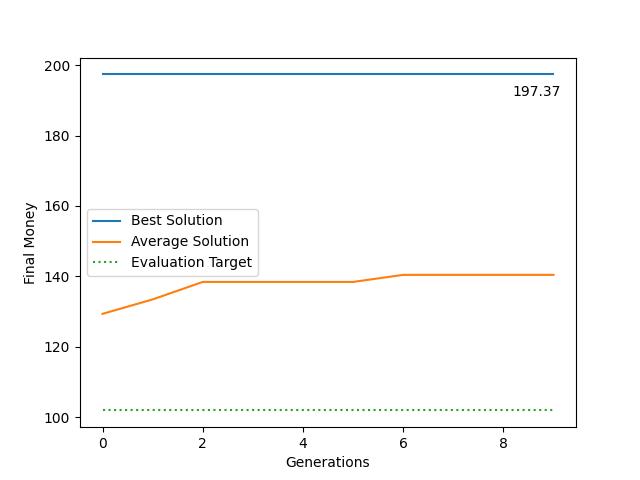 200
197.37
180
160
Best Solution
Average Solution
Evaluation Target
140
120
100
Final Money
0 2 4 6 8
Generations